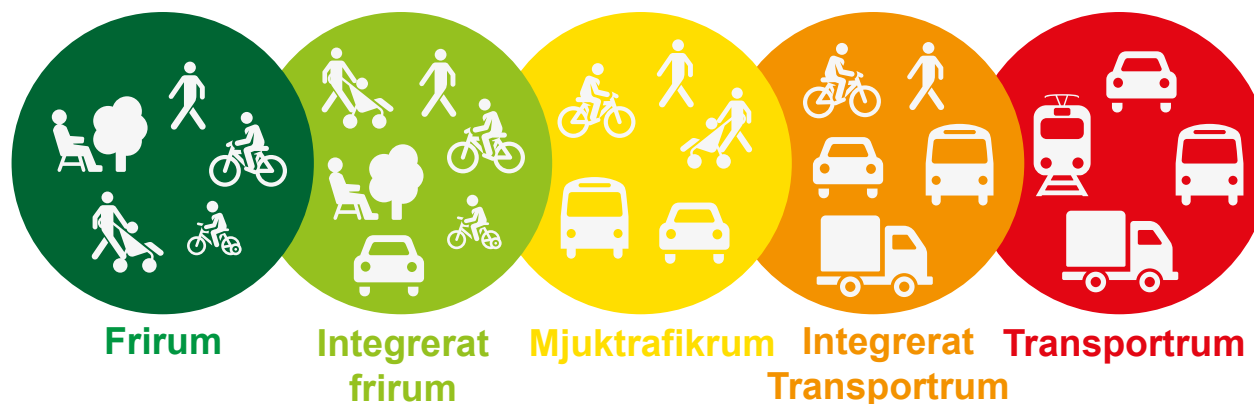 Frirum
Integrerat
frirum
Mjuktrafikrum
Integrerat
Transportrum
Transportrum